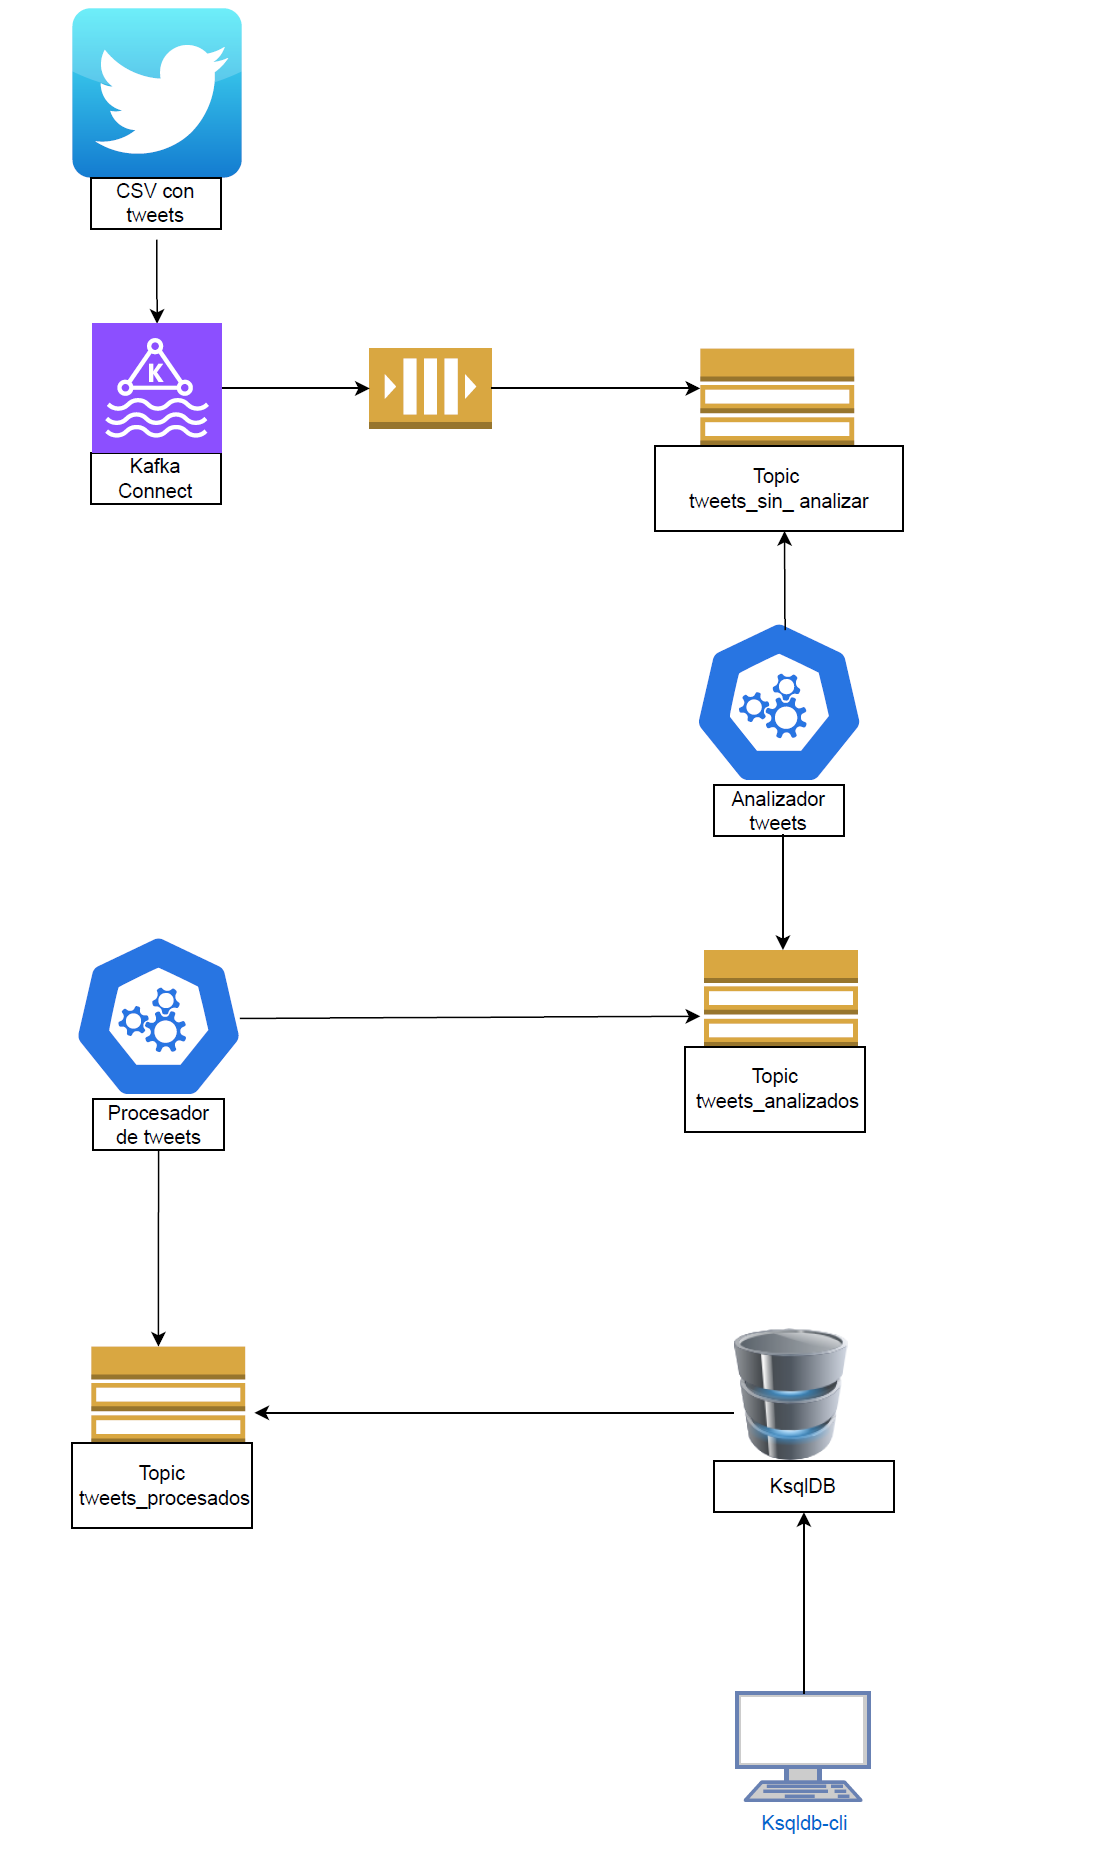 CSV con
tweets
K
Kafka
Connect
Topic
tweets_sin_ analizar
Analizador
tweets
Procesador
de tweets
Topic
tweets_analizados
Topic
tweets_procesados
KsqlDB
Ksqldb-cli